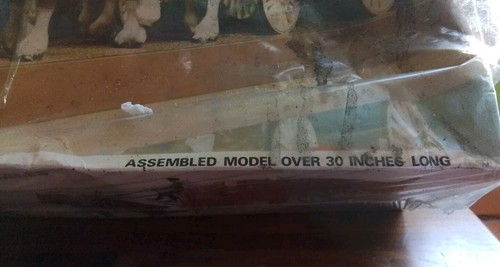 ASSEMBLED MODEL OVER 30 INCHES LONG